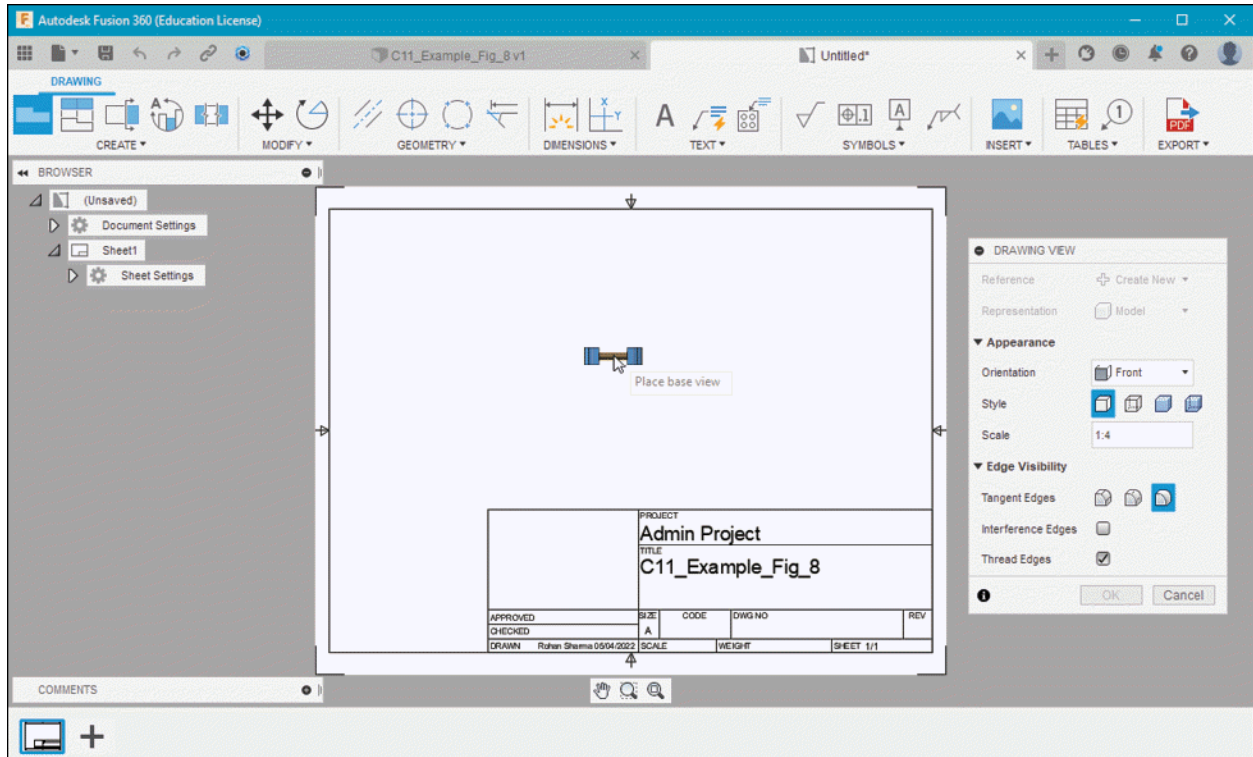 Autodesk Fusion 360 (Education License)
C11_Example_Fig_8 v1
Untitled*
DRAWING
CREATE MODIFY GEOMETRY DIMENSIONS TEXT SYMBOLS INSERT TABLES EXPORT
BROWSER
(Unsaved)
Document Settings
Sheet1
Sheet Settings
Place base view
PROJECT
Admin Project
TITLE
C11_Example_Fig_8
APPROVED
CHECKED
DRAWN Rohan Sharma 05/04/2022
SIZE CODE DWG NO REV
A
SCALE WEIGHT SHEET 1/1
DRAWING VIEW
Reference Create New
Representation Model
Appearance
Orientation Front
Style
Scale 1:4
Edge Visibility
Tangent Edges
Interference Edges
Thread Edges
OK Cancel
COMMENTS